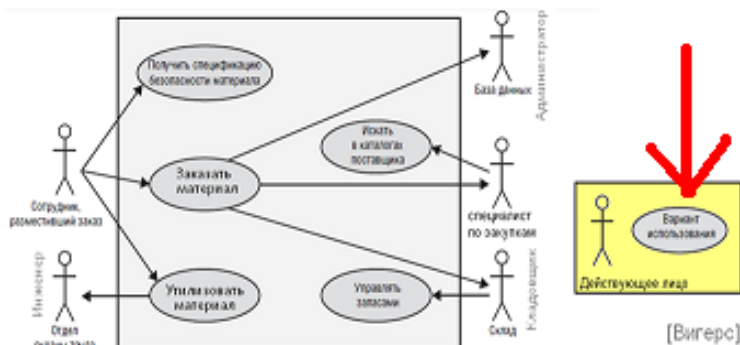 Получить спецификацию
безопасности материала
База данных
Администратор
Искать
в каталогах
поставщика
Сотрудник,
разместивший заказ
Заказать
материал
специалист
по закупкам
Вариант
использования
Действующее лицо
Инженер
Отдел
Утилизовать
материал
Управлять
запасами
Склад
Кладовщик
[Вигерс]